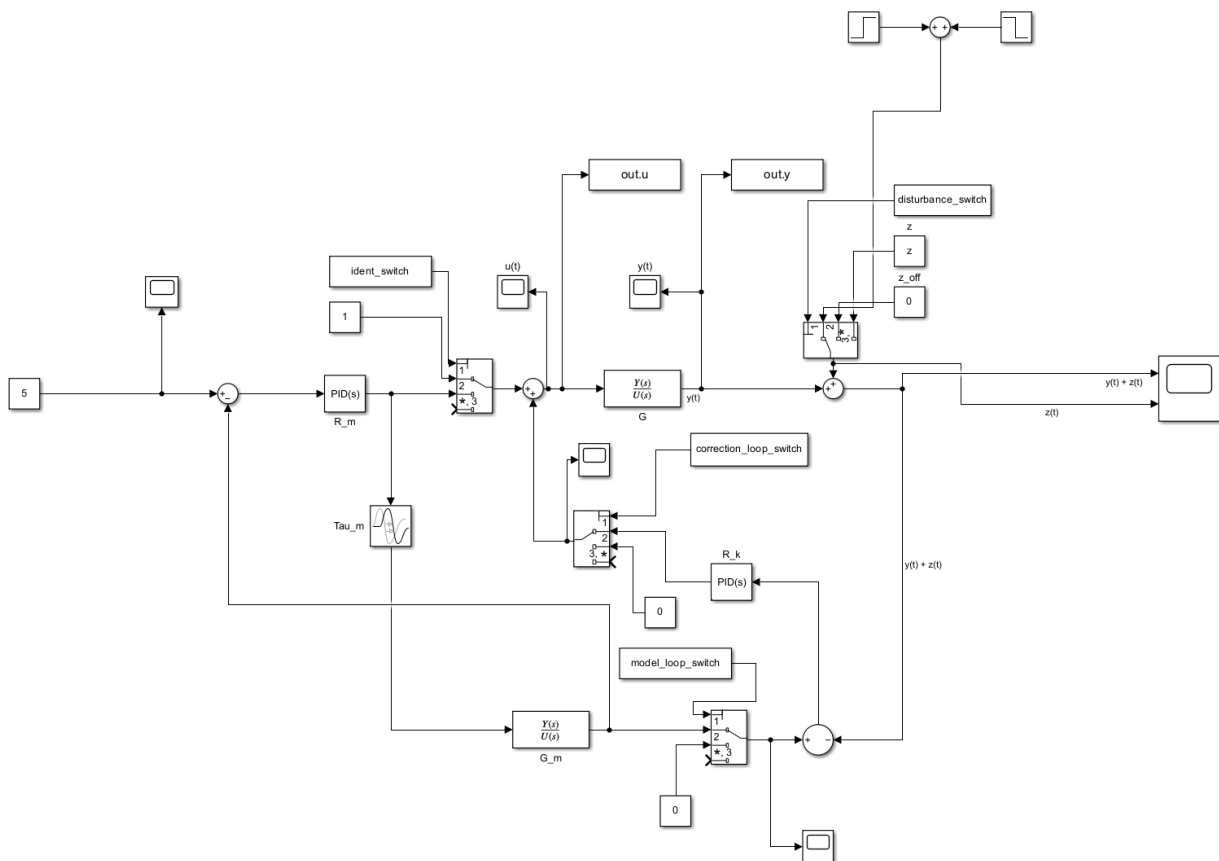 + +
out.u
out.y
disturbance_switch
z
z
ident_switch
u(t)
y(t)
z_off
0
1
1
2
*
3,
5
+
−
PID(s)
R_m
1
2
*, 3
+
+
Y(s)
U(s)
G
y(t)
+
+
y(t) + z(t)
z(t)
correction_loop_switch
Tau_m
1
2
3, *
R_k
PID(s)
y(t) + z(t)
0
model_loop_switch
Y(s)
U(s)
G_m
1
2
*, 3
+
−
0